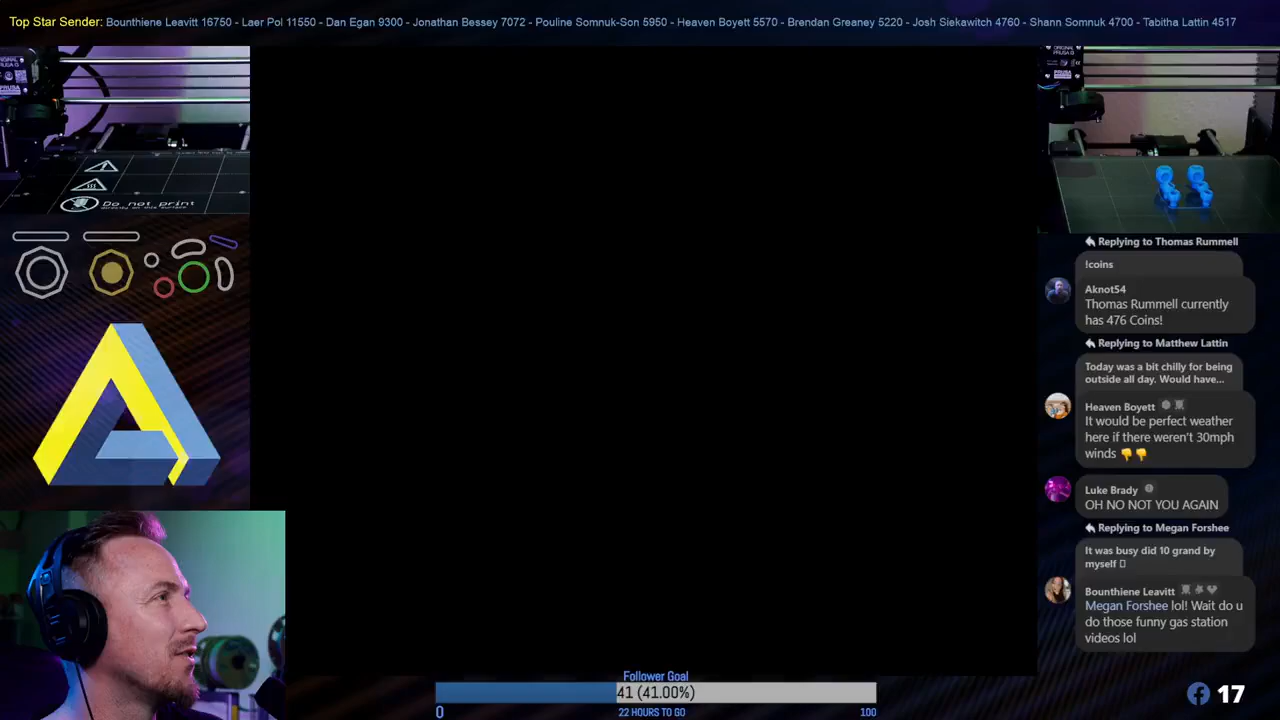 Top Star Sender: Bounthiene Leavitt 16750 - Laer Pol 11550 - Dan Egan 9300 - Jonathan Bessey 7072 - Pouline Somnuk-Son 5950 - Heaven Boyett 5570 - Brendan Greaney 5220 - Josh Siekawitch 4760 - Shann Somnuk 4700 - Tabitha Lattin 4517
Do not print
directly on this surface
Replying to Thomas Rummell
!coins
Aknot54
Thomas Rummell currently
has 476 Coins!
Replying to Matthew Lattin
Today was a bit chilly for being
outside all day. Would have...
Heaven Boyett
It would be perfect weather
here if there weren't 30mph
winds 👎👎
Luke Brady
OH NO NOT YOU AGAIN
Replying to Megan Forshee
It was busy did 10 grand by
myself
Bounthiene Leavitt
Megan Forshee lol! Wait do u
do those funny gas station
videos lol
Follower Goal
41 (41.00%)
0
22 HOURS TO GO
100
17